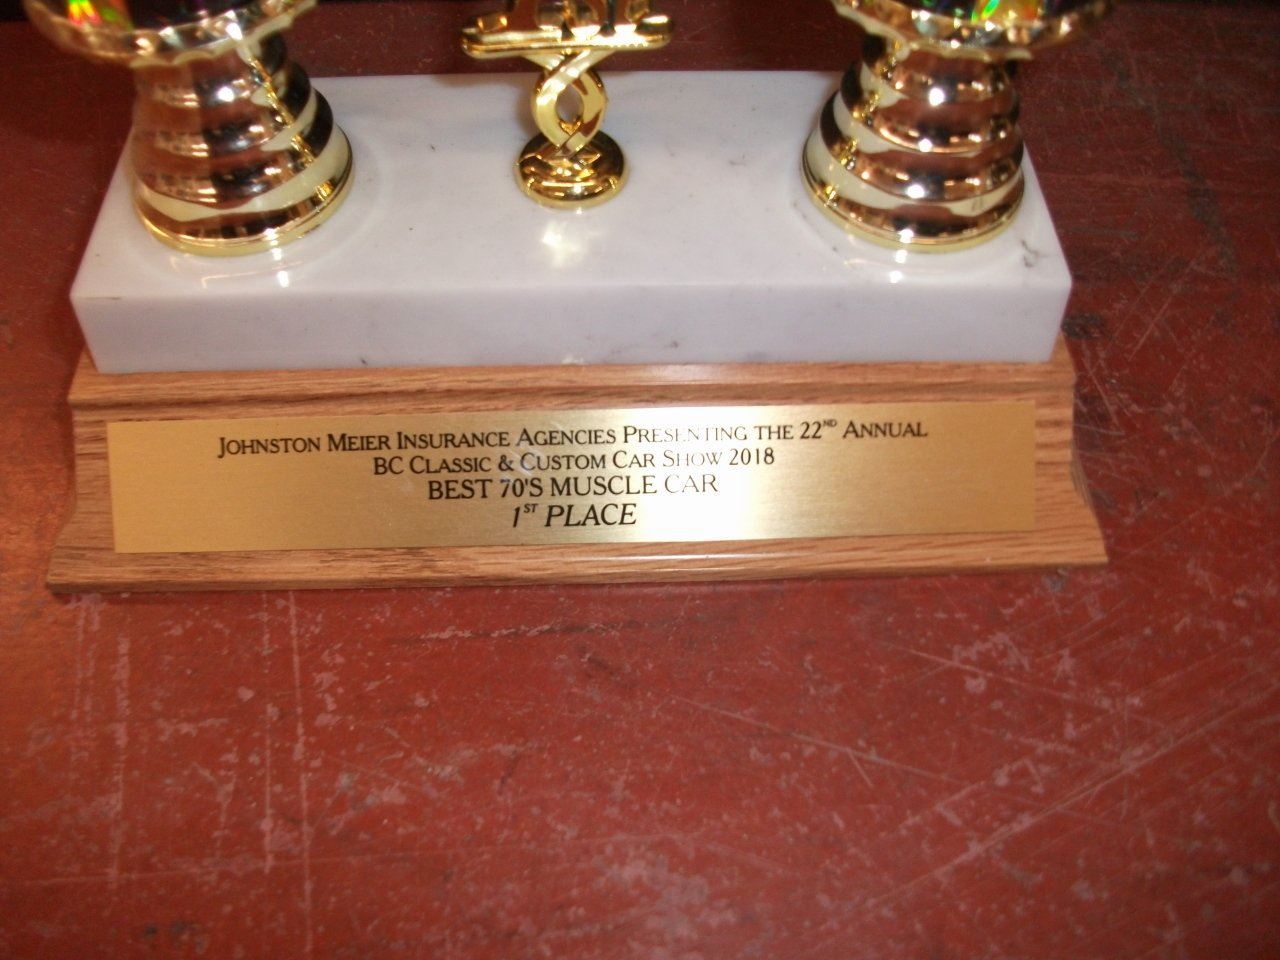 JOHNSTON MEIER INSURANCE AGENCIES PRESENTING THE 22ND ANNUAL
BC CLASSIC & CUSTOM CAR SHOW 2018
BEST 70'S MUSCLE CAR
1ST PLACE